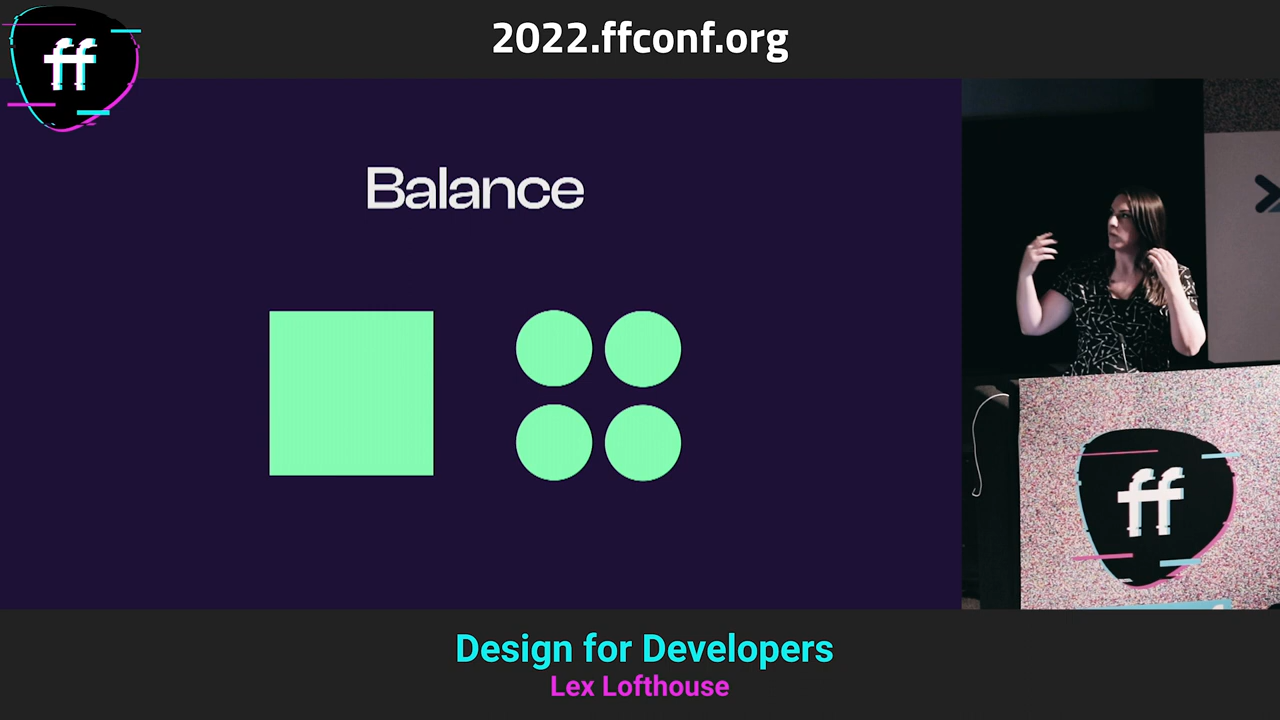 2022.ffconf.org
ff
Balance
ff
Design for Developers
Lex Lofthouse